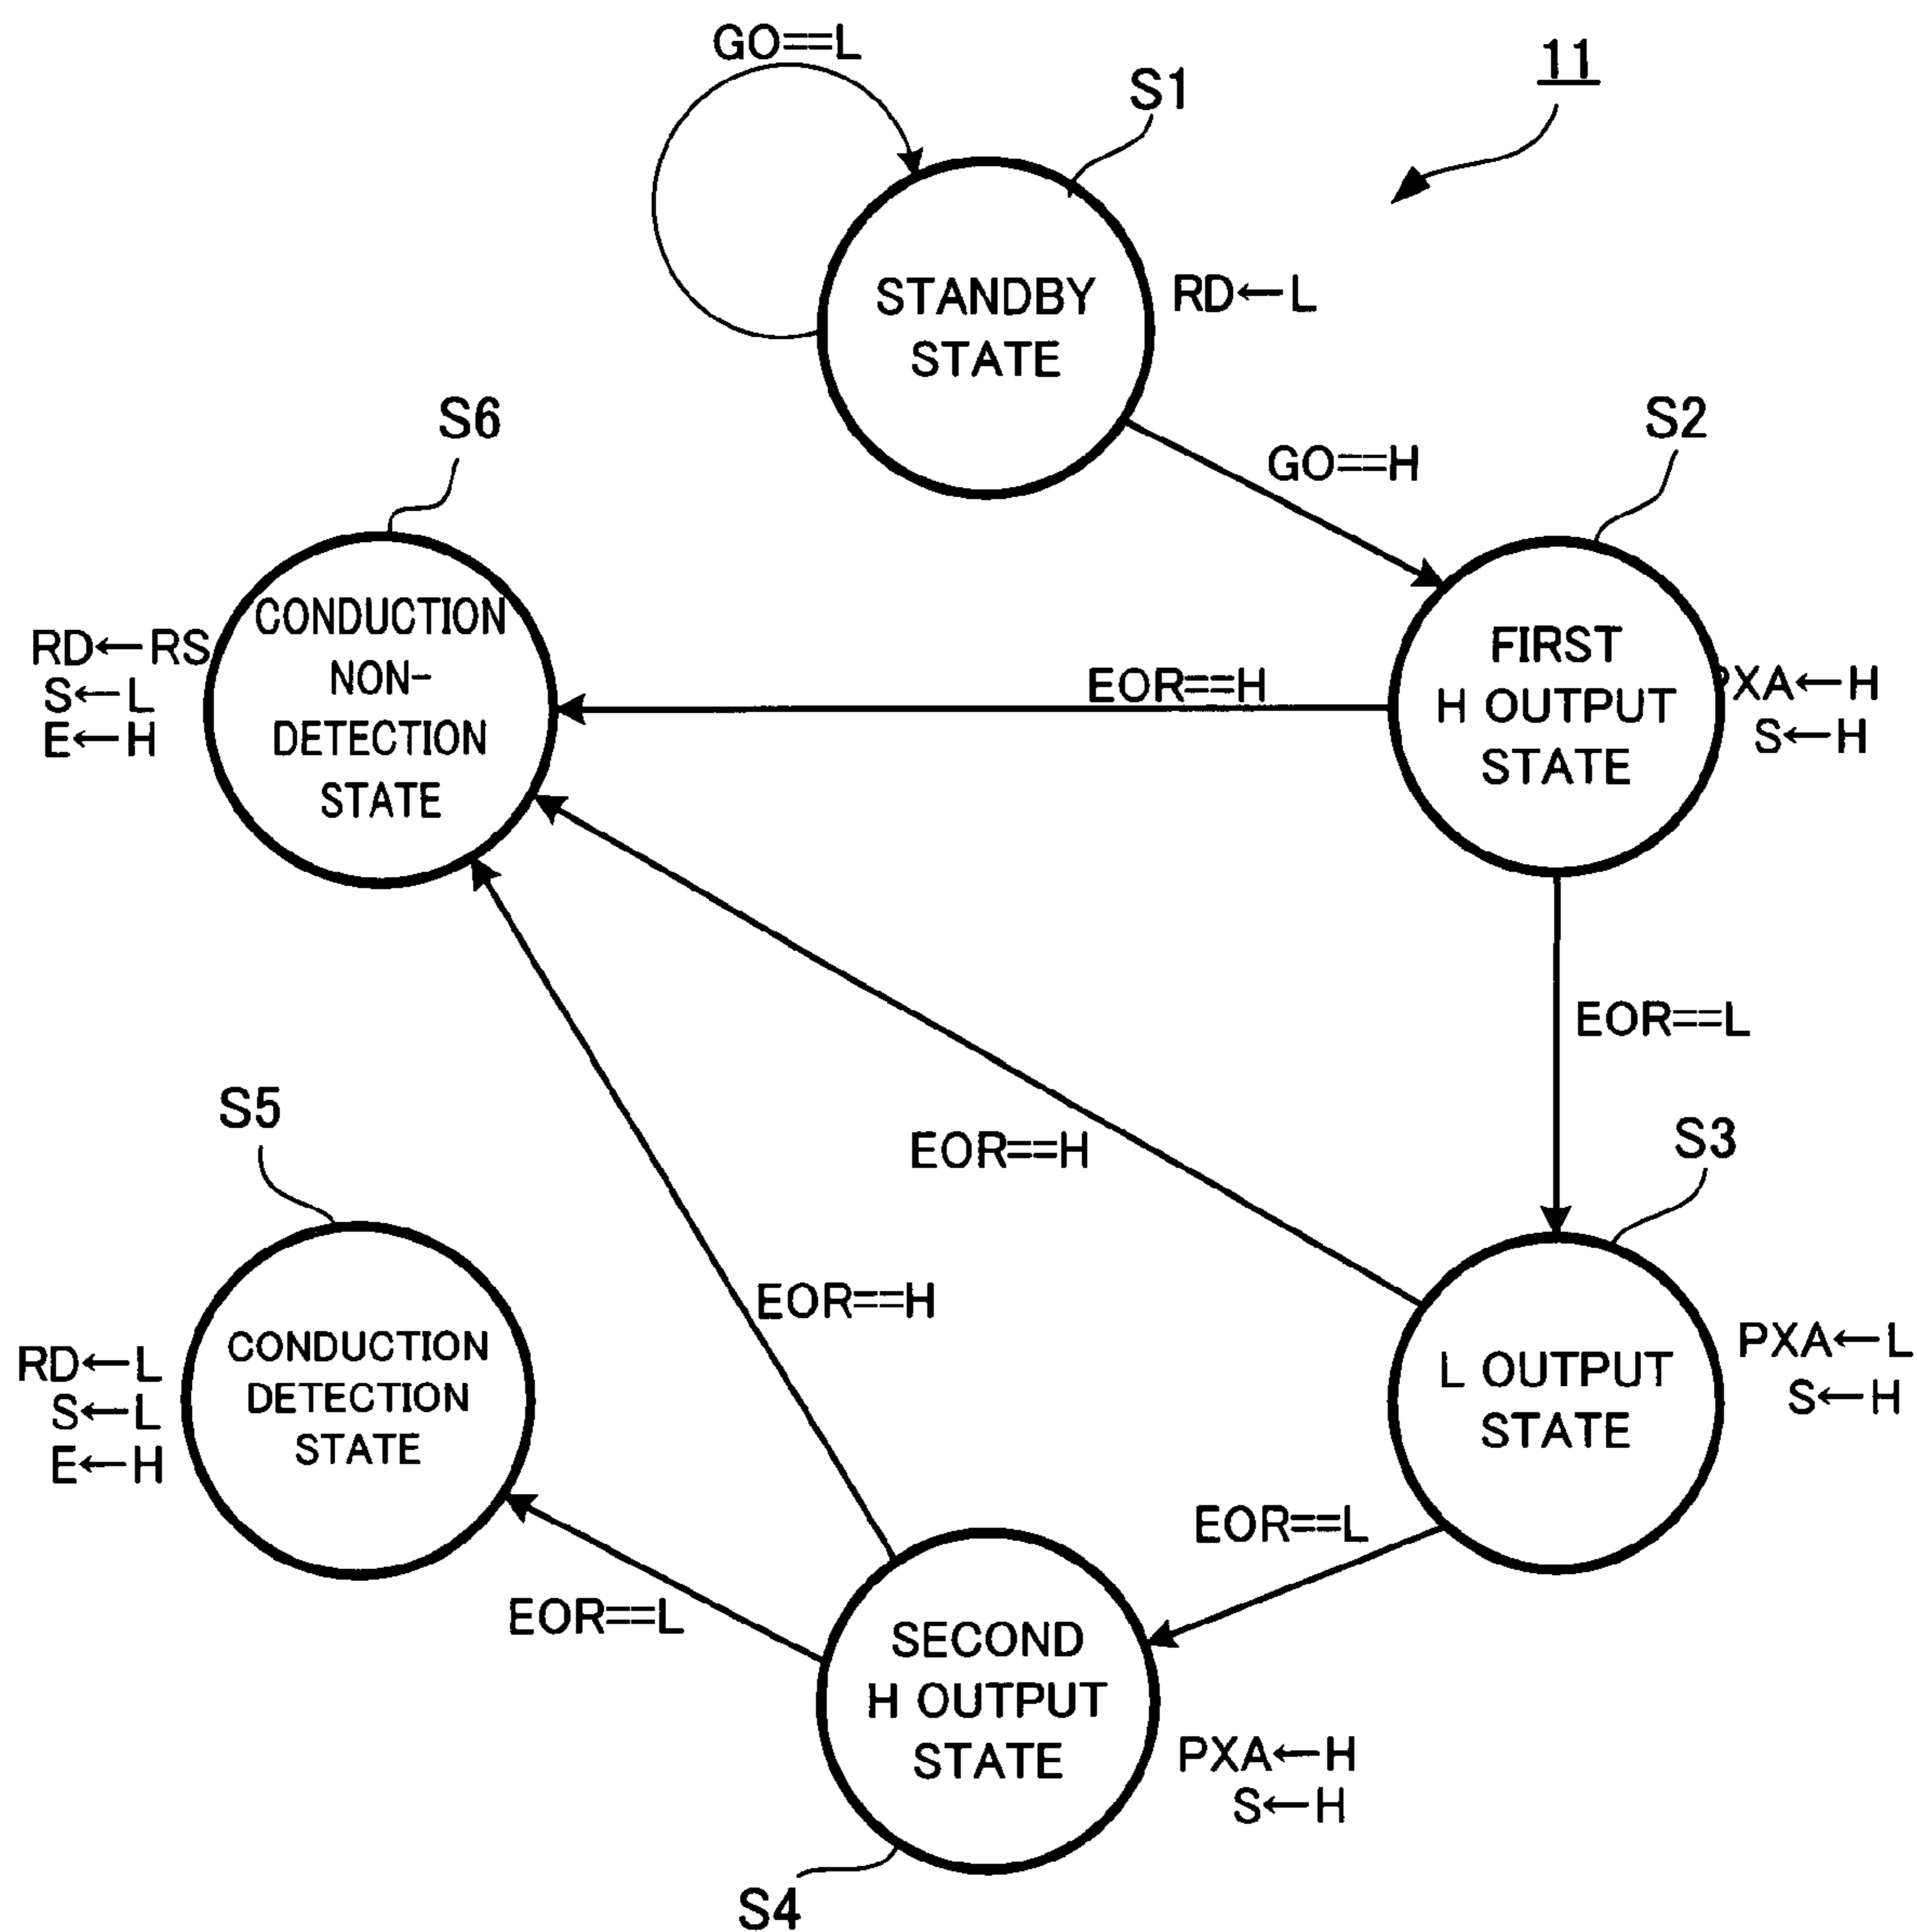 GO==L
S1
11
STANDBY
STATE
RD←L
GO==H
S6
S2
CONDUCTION
NON-
DETECTION
STATE
RD←RS
S←L
E←H
EOR==H
FIRST
H OUTPUT
STATE
PXA←H
S←H
EOR==L
EOR==H
S5
S3
EOR==H
CONDUCTION
DETECTION
STATE
RD←L
S←L
E←H
L OUTPUT
STATE
PXA←L
S←H
EOR==L
EOR==L
SECOND
H OUTPUT
STATE
PXA←H
S←H
S4